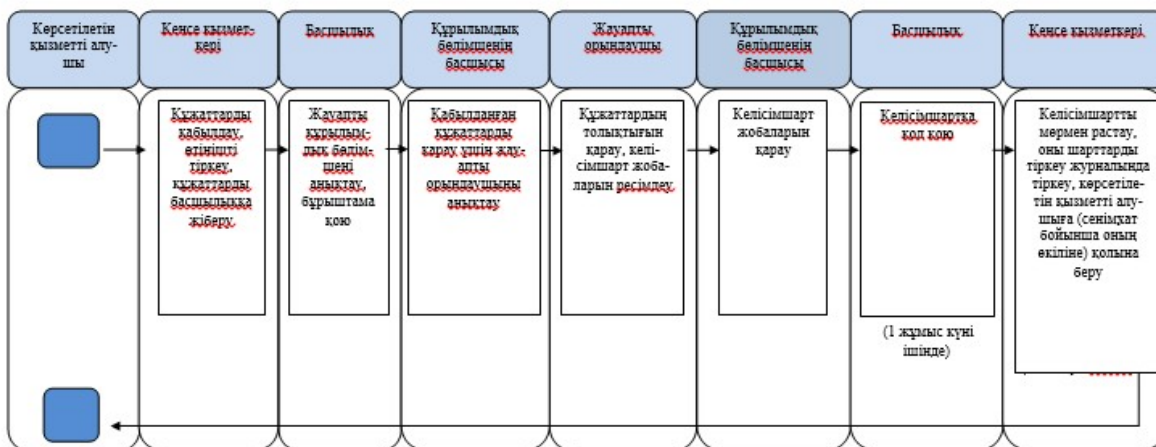 Көрсетілетін
қызметті алу-
шы
Кеңсе қызмет-
кері
Басшылық
Құрылымдық
бөлімшенің
басшысы
Жауапты
орындаушы
Құрылымдық
бөлімшенің
басшысы
Басшылық
Кеңсе қызметкері
Құжаттарды
қабылдау,
өтінішті
тіркеу,
құжаттарды
басшылыққа
жіберу.
Жауапты
құрылым-
дық бөлім-
шені
анықтау,
бұрыштама
қою
Қабылданған
құжаттарды
қарау үшін жау-
апты
орындаушыны
анықтау
Құжаттардың
толықтығын
қарау, келі-
сімшарт жоба-
ларын ресімдеу
Келісімшарт
жобаларын
қарау
Келісімшартқа
қол қою
(1 жұмыс күні
ішінде)
Келісімшартты
мөрмен растау,
оны шарттарды
тіркеу журналында
тіркеу, көрсетіле-
тін қызметті алу-
шыға (сенімхат
бойынша оның
өкіліне) қолына
беру